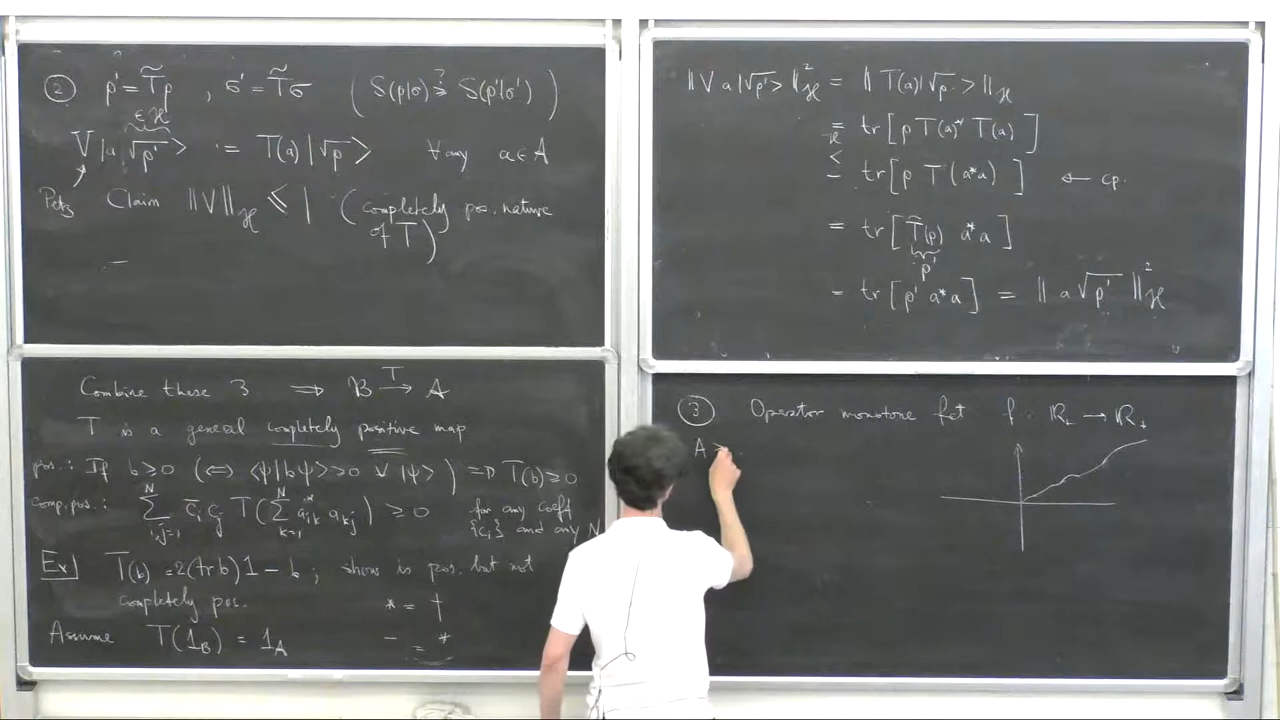 ② ρ' = T̃ρ , σ' = T̃σ ( S(ρ|σ) ≥? S(ρ'|σ') )
∈ ℋ
V |a √ρ'> := T(a) |√ρ > ∀ any a∈A
Petz Claim ‖V‖_ℋ ≤ 1 ( completely pos. nature
of T )
Combine these 3 ⟹ B →T A
T is a general completely positive map
pos.: If b≥0 (⟺ ⟨ψ|bψ⟩ ≥0 ∀ |ψ⟩ ) ⟹ T(b)≥0
comp. pos.: ∑_{i,j=1}^N c̄_i c_j T( ∑_{k=1}^N a*_{ik} a_{kj} ) ≥ 0 for any coeff
{c_i} and any N
Ex) T(b) = 2(tr b)1 - b ; show is pos. but not
completely pos. * = †
Assume T(1_B) = 1_A - = *
‖V a |√ρ'> ‖²_ℋ = ‖ T(a)|√ρ > ‖_ℋ
= tr[ ρ T(a)* T(a) ]
≤ tr[ ρ T(a*a) ] ← cp.
= tr[ T̃(ρ) a*a ]
ρ'
= tr[ ρ' a*a ] = ‖ a √ρ' ‖²_ℋ
③ Operator monotone fct f : ℝ₊ → ℝ₊
A ≥